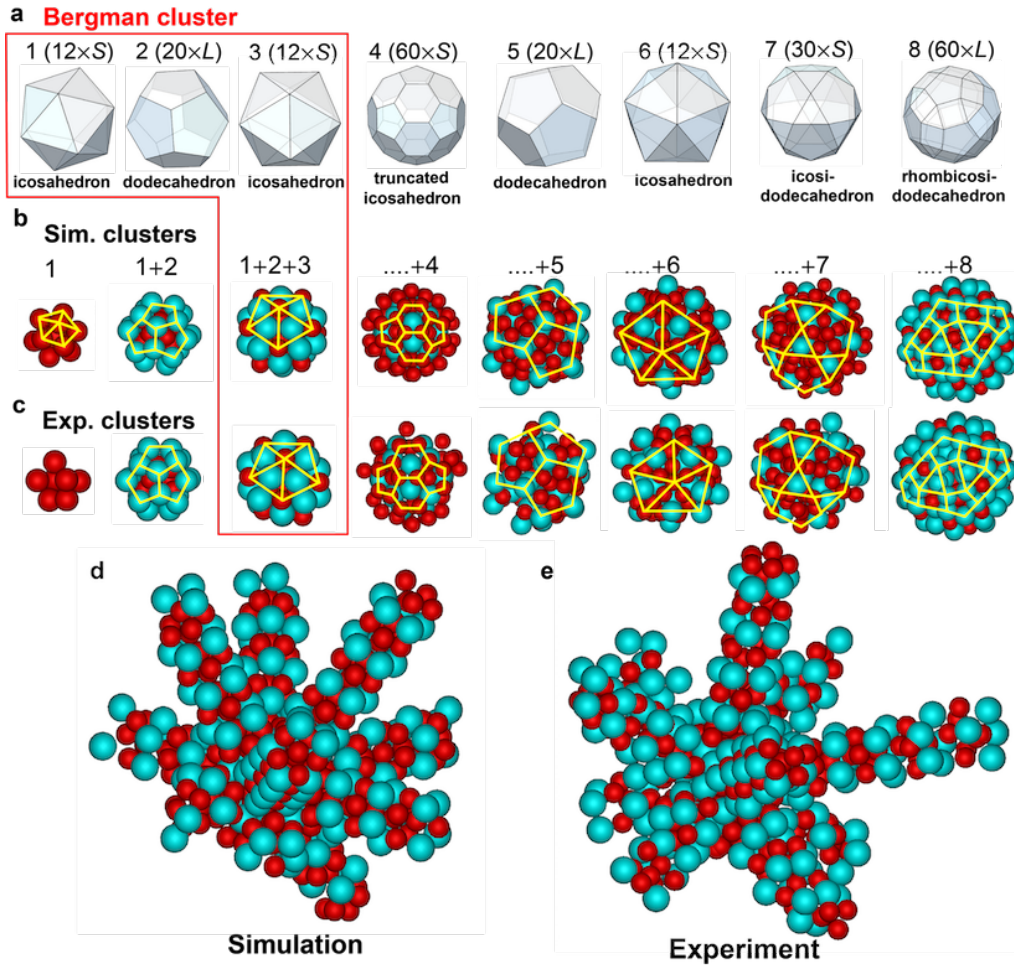 a Bergman cluster
1 (12×S) 2 (20×L) 3 (12×S) 4 (60×S) 5 (20×L) 6 (12×S) 7 (30×S) 8 (60×L)
icosahedron dodecahedron icosahedron truncated icosahedron dodecahedron icosahedron icosi-dodecahedron rhombicosi-dodecahedron
b Sim. clusters
1 1+2 1+2+3 ....+4 ....+5 ....+6 ....+7 ....+8
c Exp. clusters
d e
Simulation Experiment